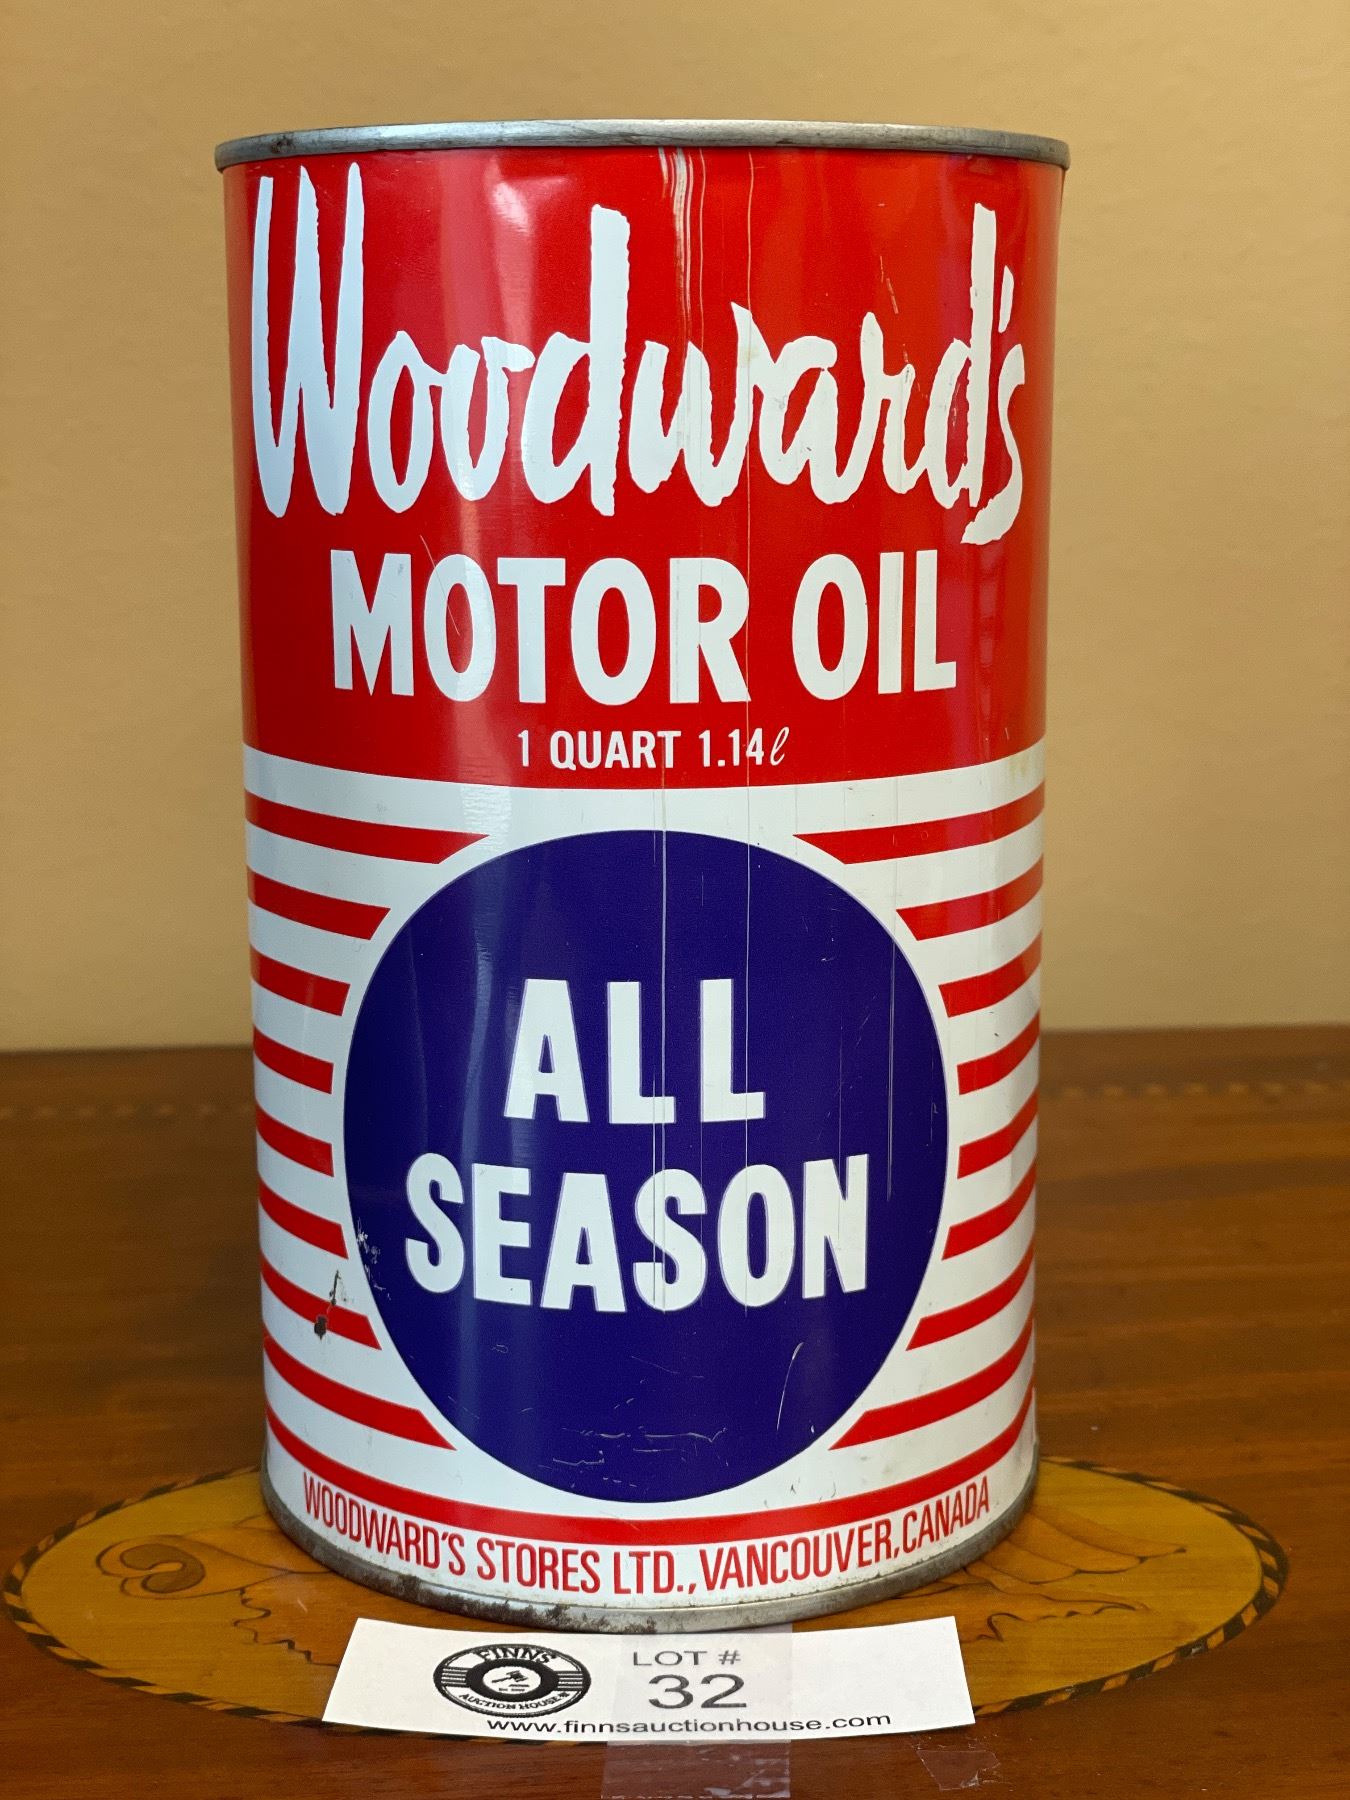 Woodward's
MOTOR OIL
1 QUART 1.14ℓ
ALL
SEASON
WOODWARD'S STORES LTD., VANCOUVER, CANADA
FINNS
AUCTION HOUSE
LOT #
32
www.finnsauctionhouse.com